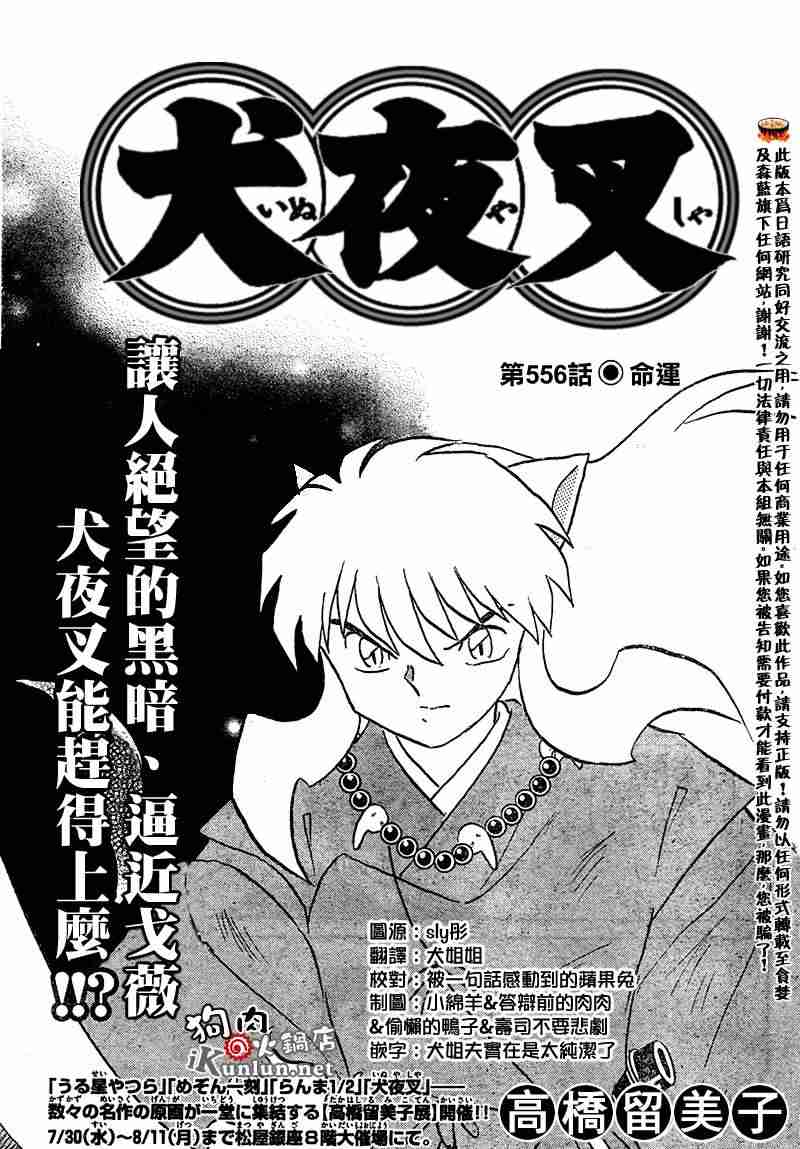 犬夜叉
いぬ や しゃ
第556話 ● 命運
讓人絕望的黑暗、逼近戈薇
犬夜叉能趕得上麼!!?
此版本爲日語研究同好交流之用,請勿用于任何商業用途。如您喜歡此作品,請支持正版!請勿以任何形式轉載至貪婪
及森藍旗下任何網站,謝謝!一切法律責任與本組無關。如果您被告知需要付款才能看到此漫畫,那麼,您被騙了!
圖源:sly彤
翻譯:犬姐姐
校對:被一句話感動到的蘋果兔
制圖:小綿羊&答辯前的肉肉
&偷懶的鴨子&壽司不要悲劇
嵌字:犬姐夫實在是太純潔了
狗肉火鍋店
iKunlun.net
「うる星やつら」「めぞん一刻」「らんま1/2」「犬夜叉」——
数々の名作の原画が一堂に集結する【高橋留美子展】開催!!
7/30(水)〜8/11(月)まで松屋銀座8階大催場にて。
高橋留美子